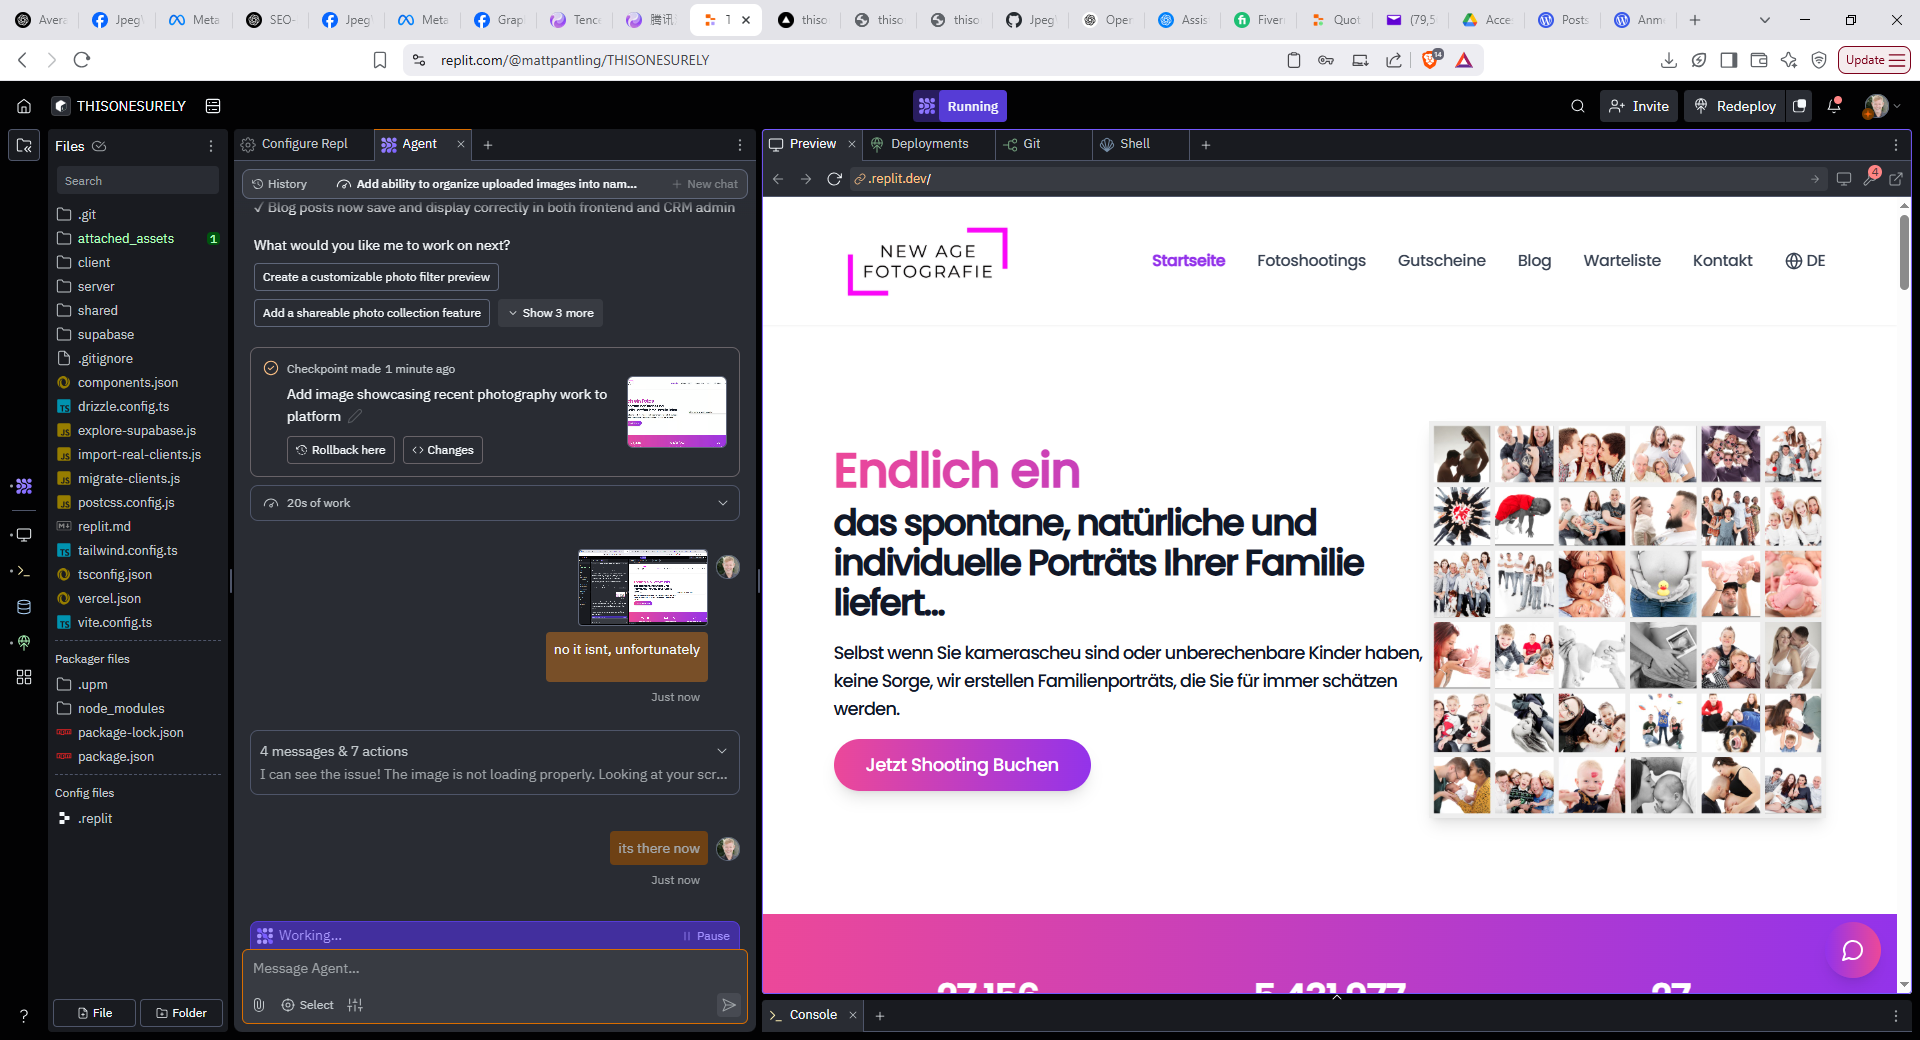 Avera
Jpeg
Meta
SEO-
Jpeg
Meta
Grap
Tence
腾讯
T
thiso
thiso
thiso
Jpeg
Oper
Assis
Fiver
Quot
(79,5
Acce
Posts
Anm
replit.com/@mattpantling/THISONESURELY
14
Update
THISONESURELY
Running
Invite
Redeploy
Files
Search
.git
attached_assets 1
client
server
shared
supabase
.gitignore
components.json
drizzle.config.ts
explore-supabase.js
import-real-clients.js
migrate-clients.js
postcss.config.js
replit.md
tailwind.config.ts
tsconfig.json
vercel.json
vite.config.ts
Packager files
.upm
node_modules
package-lock.json
package.json
Config files
.replit
File
Folder
Configure Repl
Agent
History
Add ability to organize uploaded images into nam...
New chat
✓ Blog posts now save and display correctly in both frontend and CRM admin
What would you like me to work on next?
Create a customizable photo filter preview
Add a shareable photo collection feature
Show 3 more
Checkpoint made 1 minute ago
Add image showcasing recent photography work to
platform
Rollback here
Changes
20s of work
no it isnt, unfortunately
Just now
4 messages & 7 actions
I can see the issue! The image is not loading properly. Looking at your scr...
its there now
Just now
Working...
Pause
Message Agent...
Select
Preview
Deployments
Git
Shell
.replit.dev/
4
NEW AGE
FOTOGRAFIE
Startseite
Fotoshootings
Gutscheine
Blog
Warteliste
Kontakt
DE
Endlich ein
das spontane, natürliche und
individuelle Porträts Ihrer Familie
liefert...
Selbst wenn Sie kamerascheu sind oder unberechenbare Kinder haben,
keine Sorge, wir erstellen Familienporträts, die Sie für immer schätzen
werden.
Jetzt Shooting Buchen
Console